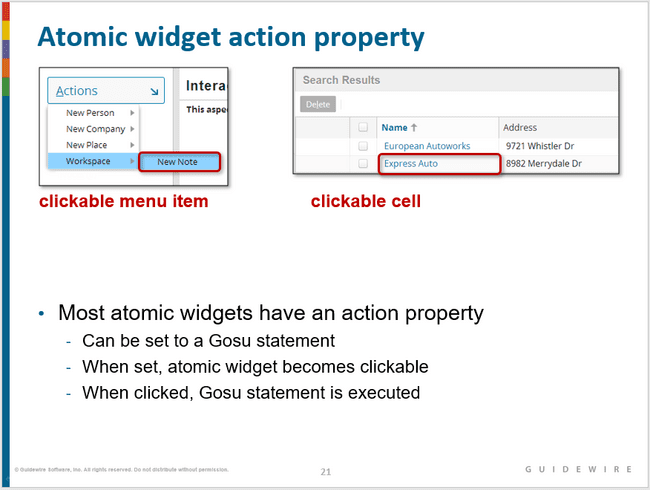 Atomic widget action property
Actions
New Person
New Company
New Place
Workspace
New Note
Intera
This aspe
clickable menu item
Search Results
Delete
Name Address
European Autoworks 9721 Whistler Dr
Express Auto 8982 Merrydale Dr
clickable cell
• Most atomic widgets have an action property
- Can be set to a Gosu statement
- When set, atomic widget becomes clickable
- When clicked, Gosu statement is executed
© Guidewire Software, Inc. All rights reserved. Do not distribute without permission.
21
GUIDEWIRE